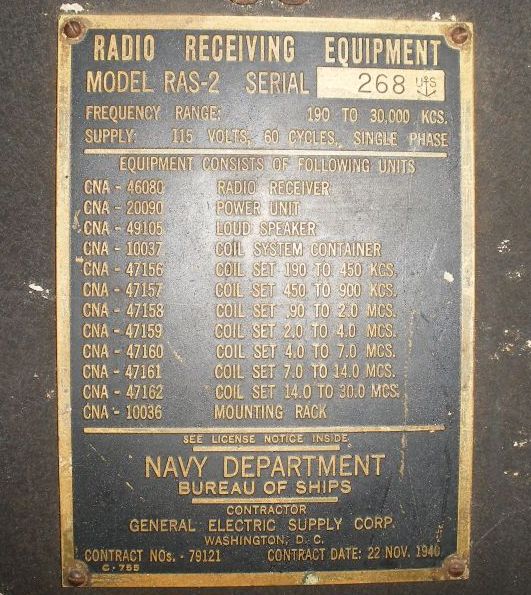 RADIO RECEIVING EQUIPMENT
MODEL RAS-2 SERIAL 268 U S
FREQUENCY RANGE: 190 TO 30,000 KCS.
SUPPLY: 115 VOLTS, 60 CYCLES, SINGLE PHASE
EQUIPMENT CONSISTS OF FOLLOWING UNITS
CNA - 46080 RADIO RECEIVER
CNA - 20090 POWER UNIT
CNA - 49105 LOUD SPEAKER
CNA - 10037 COIL SYSTEM CONTAINER
CNA - 47156 COIL SET 190 TO 450 KCS.
CNA - 47157 COIL SET 450 TO 900 KCS.
CNA - 47158 COIL SET .90 TO 2.0 MCS.
CNA - 47159 COIL SET 2.0 TO 4.0 MCS.
CNA - 47160 COIL SET 4.0 TO 7.0 MCS.
CNA - 47161 COIL SET 7.0 TO 14.0 MCS.
CNA - 47162 COIL SET 14.0 TO 30.0 MCS.
CNA - 10036 MOUNTING RACK
SEE LICENSE NOTICE INSIDE
NAVY DEPARTMENT
BUREAU OF SHIPS
CONTRACTOR
GENERAL ELECTRIC SUPPLY CORP.
WASHINGTON, D. C.
CONTRACT NOs. - 79121 CONTRACT DATE: 22 NOV. 1940
C - 755